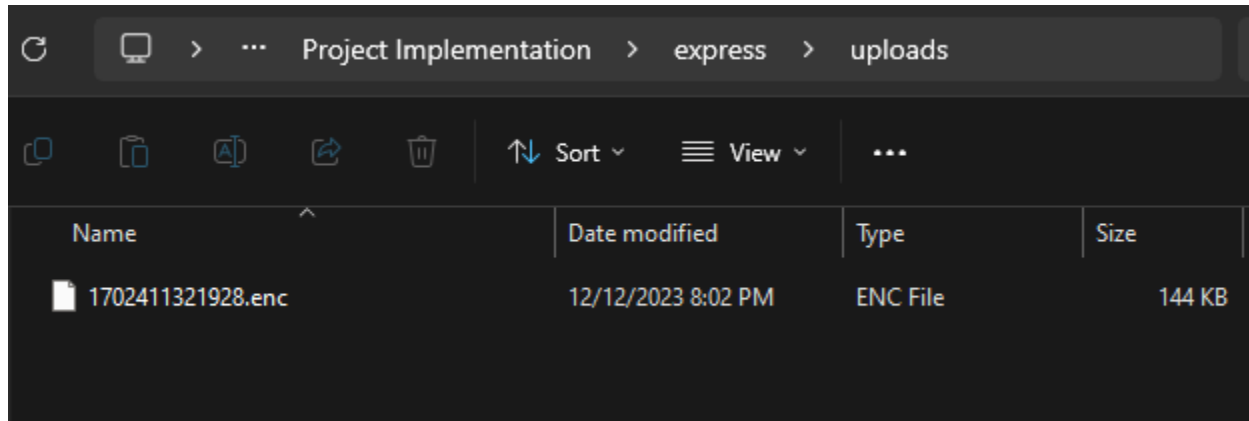 ··· Project Implementation > express > uploads
Sort View ···
Name Date modified Type Size
1702411321928.enc 12/12/2023 8:02 PM ENC File 144 KB